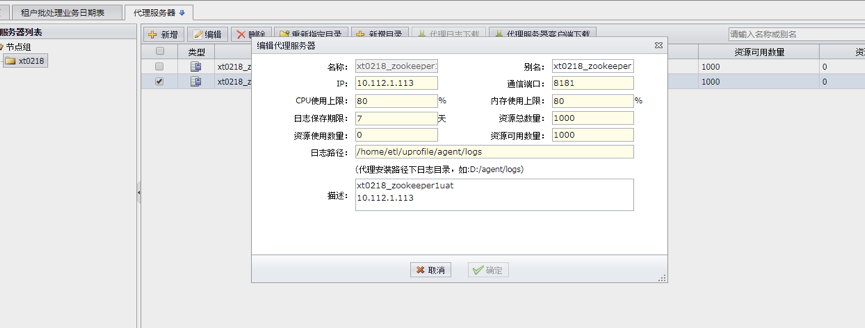 租户批处理业务日期表
代理服务器
服务器列表
节点组
xt0218
新增
编辑
删除
重新指定目录
新增目录
代理日志下载
代理服务器客户端下载
请输入名称或别名
类型
资源可用数量
1000
0
1000
0
编辑代理服务器
名称:
别名:
xt0218_zookeeper
IP:
10.112.1.113
通信端口:
8181
CPU使用上限:
80
%
内存使用上限:
80
%
日志保存期限:
7
天
资源总数量:
1000
资源使用数量:
0
资源可用数量:
1000
日志路径:
/home/etl/uprofile/agent/logs
(代理安装路径下日志目录，如:D:/agent/logs)
描述:
xt0218_zookeeper1uat
10.112.1.113
取消
确定